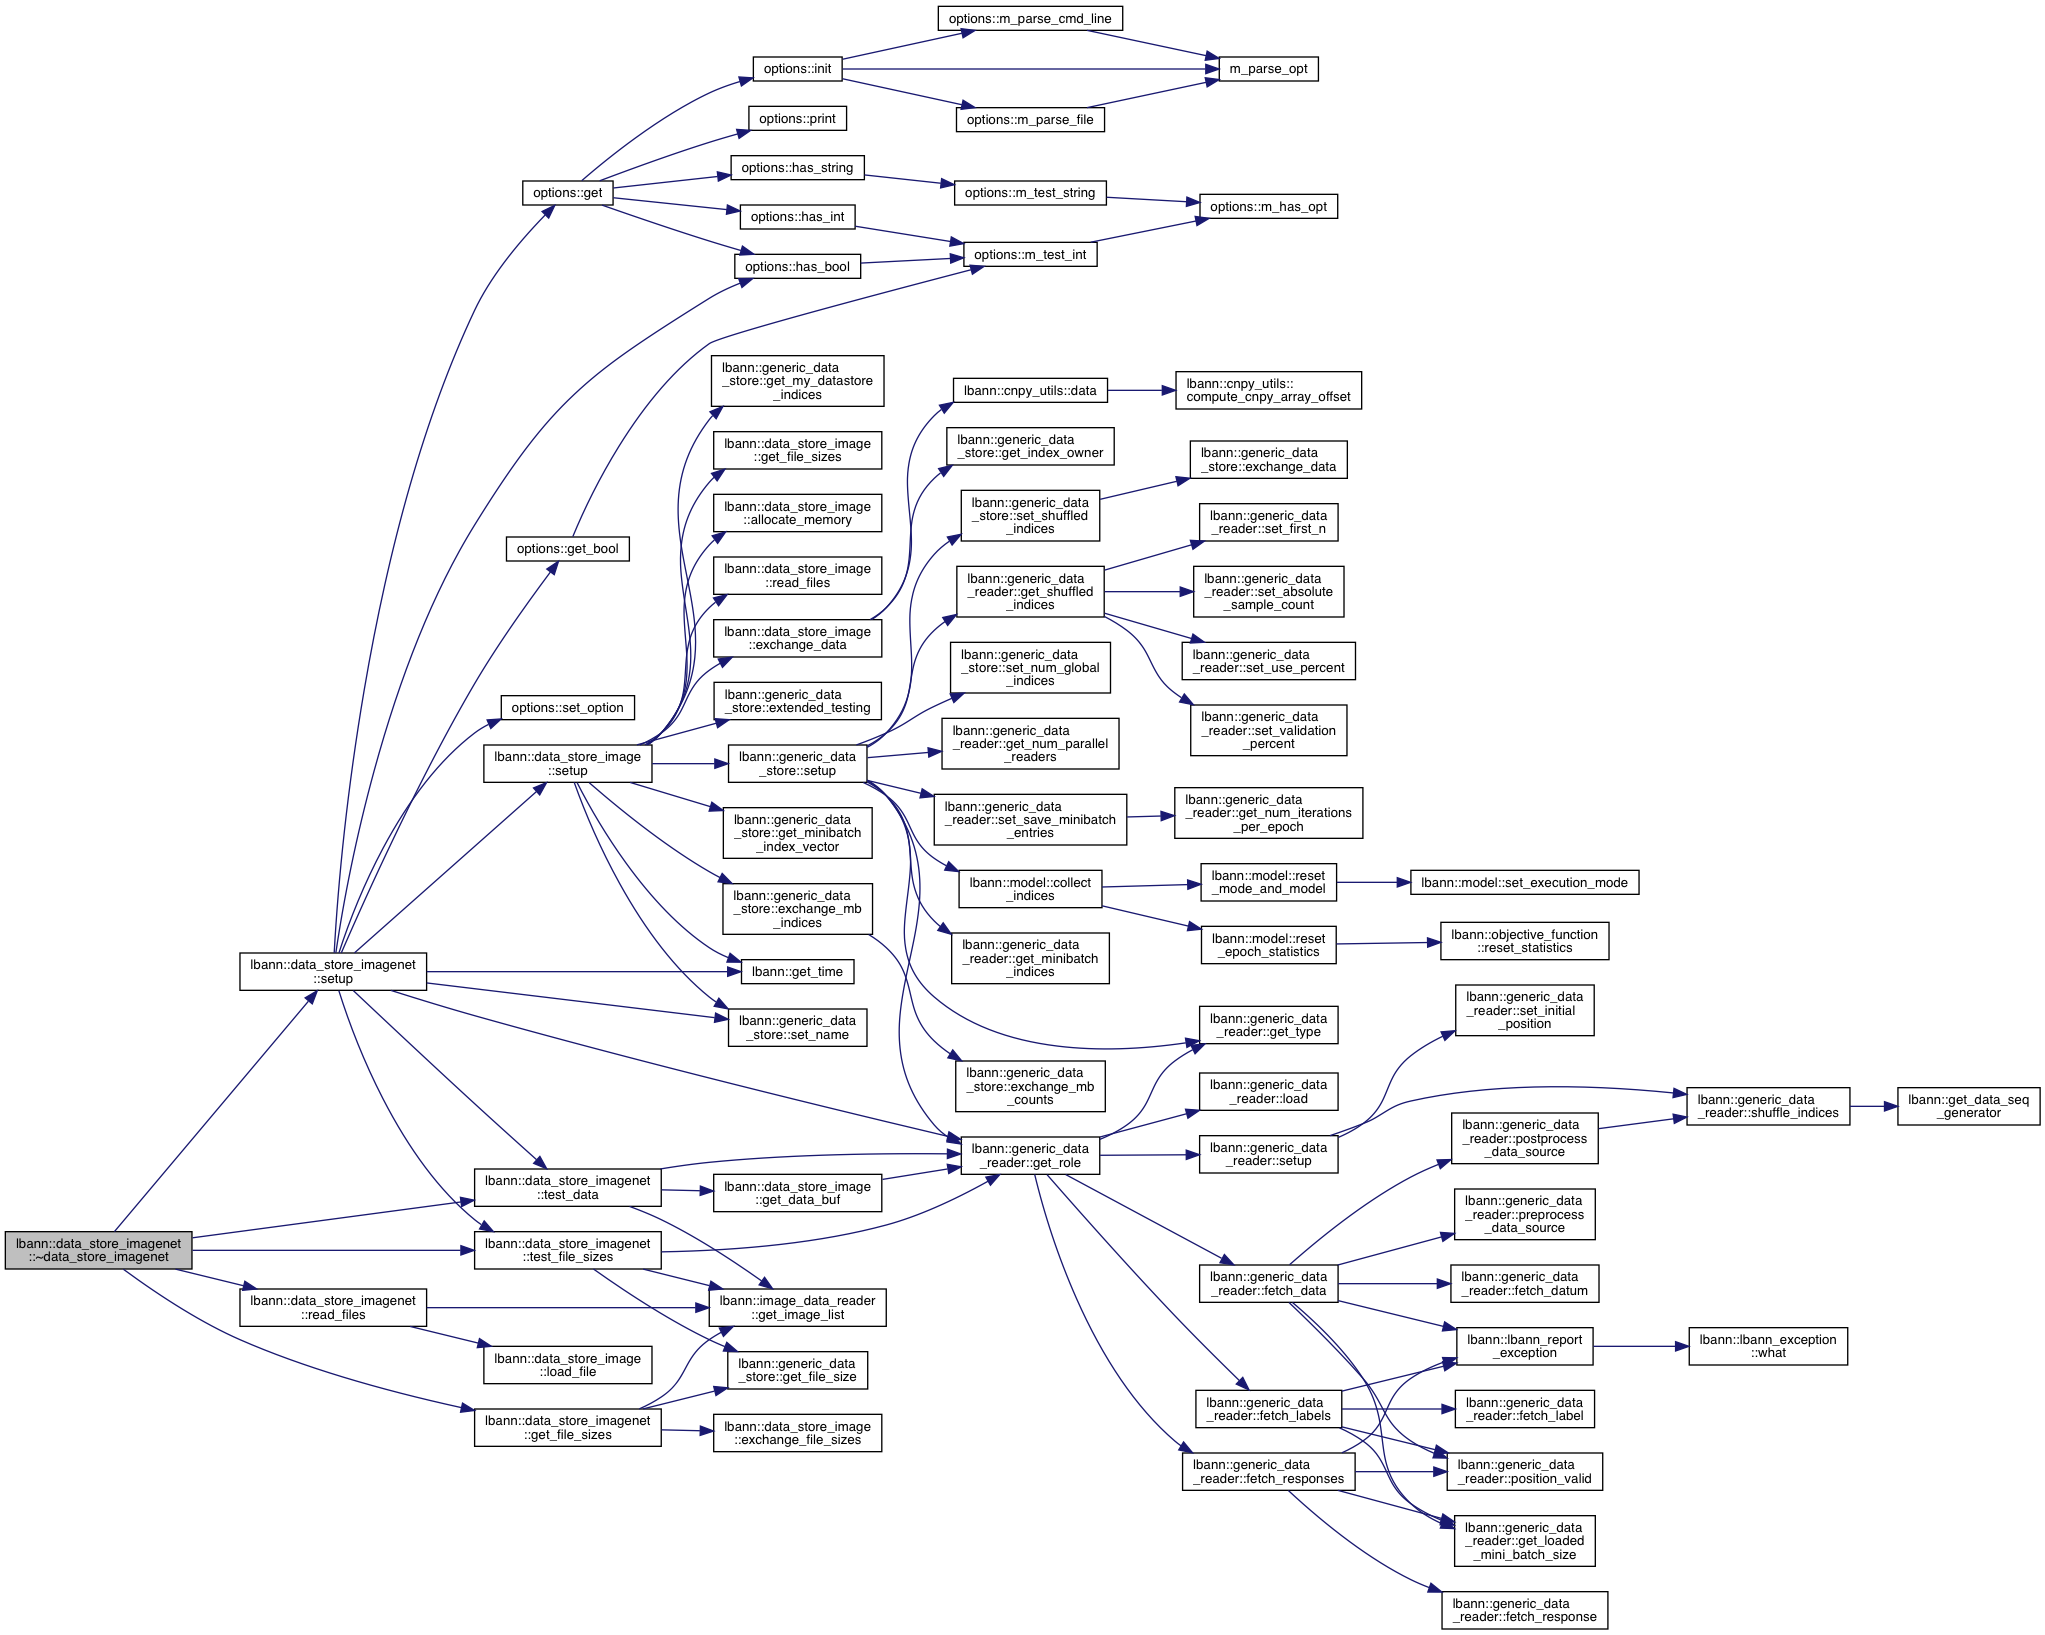 options::m_parse_cmd_line
options::init
m_parse_opt
options::print
options::m_parse_file
options::has_string
options::get
options::m_test_string
options::m_has_opt
options::has_int
options::m_test_int
options::has_bool
lbann::generic_data
_store::get_my_datastore
_indices
lbann::cnpy_utils::data
lbann::cnpy_utils::
compute_cnpy_array_offset
lbann::data_store_image
::get_file_sizes
lbann::generic_data
_store::get_index_owner
lbann::generic_data
_store::exchange_data
lbann::data_store_image
::allocate_memory
lbann::generic_data
_store::set_shuffled
_indices
lbann::generic_data
_reader::set_first_n
options::get_bool
lbann::data_store_image
::read_files
lbann::generic_data
_reader::get_shuffled
_indices
lbann::generic_data
_reader::set_absolute
_sample_count
lbann::data_store_image
::exchange_data
lbann::generic_data
_store::set_num_global
_indices
lbann::generic_data
_reader::set_use_percent
options::set_option
lbann::generic_data
_store::extended_testing
lbann::generic_data
_reader::get_num_parallel
_readers
lbann::generic_data
_reader::set_validation
_percent
lbann::data_store_image
::setup
lbann::generic_data
_store::setup
lbann::generic_data
_reader::set_save_minibatch
_entries
lbann::generic_data
_reader::get_num_iterations
_per_epoch
lbann::generic_data
_store::get_minibatch
_index_vector
lbann::model::collect
_indices
lbann::model::reset
_mode_and_model
lbann::model::set_execution_mode
lbann::generic_data
_store::exchange_mb
_indices
lbann::generic_data
_reader::get_minibatch
_indices
lbann::model::reset
_epoch_statistics
lbann::objective_function
::reset_statistics
lbann::data_store_imagenet
::setup
lbann::get_time
lbann::generic_data
_store::set_name
lbann::generic_data
_reader::get_type
lbann::generic_data
_reader::set_initial
_position
lbann::generic_data
_store::exchange_mb
_counts
lbann::generic_data
_reader::load
lbann::generic_data
_reader::shuffle_indices
lbann::get_data_seq
_generator
lbann::generic_data
_reader::get_role
lbann::generic_data
_reader::setup
lbann::generic_data
_reader::postprocess
_data_source
lbann::data_store_imagenet
::test_data
lbann::data_store_image
::get_data_buf
lbann::generic_data
_reader::preprocess
_data_source
lbann::data_store_imagenet
::~data_store_imagenet
lbann::data_store_imagenet
::test_file_sizes
lbann::generic_data
_reader::fetch_data
lbann::generic_data
_reader::fetch_datum
lbann::data_store_imagenet
::read_files
lbann::image_data_reader
::get_image_list
lbann::lbann_report
_exception
lbann::lbann_exception
::what
lbann::data_store_image
::load_file
lbann::generic_data
_store::get_file_size
lbann::generic_data
_reader::fetch_labels
lbann::generic_data
_reader::fetch_label
lbann::data_store_imagenet
::get_file_sizes
lbann::data_store_image
::exchange_file_sizes
lbann::generic_data
_reader::fetch_responses
lbann::generic_data
_reader::position_valid
lbann::generic_data
_reader::get_loaded
_mini_batch_size
lbann::generic_data
_reader::fetch_response